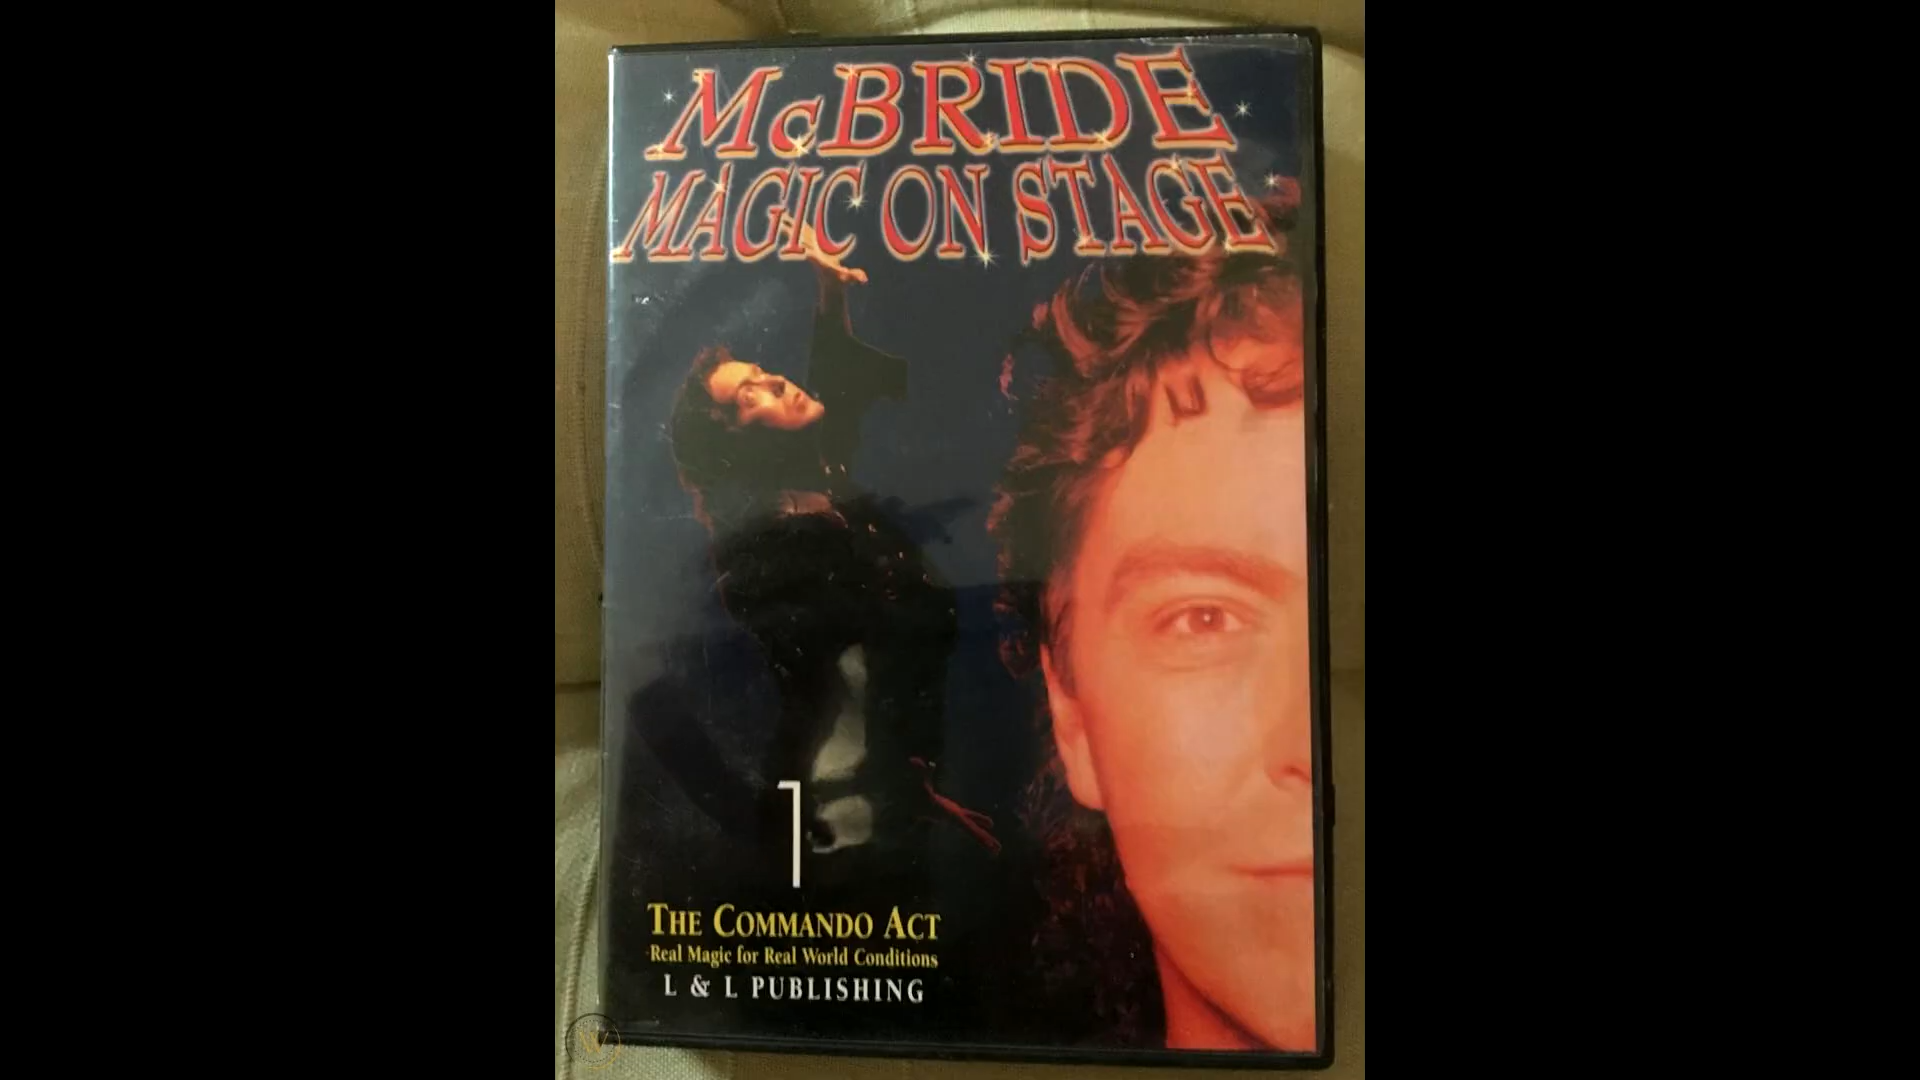 McBRIDE
MAGIC ON STAGE
1
THE COMMANDO ACT
Real Magic for Real World Conditions
L & L PUBLISHING
W